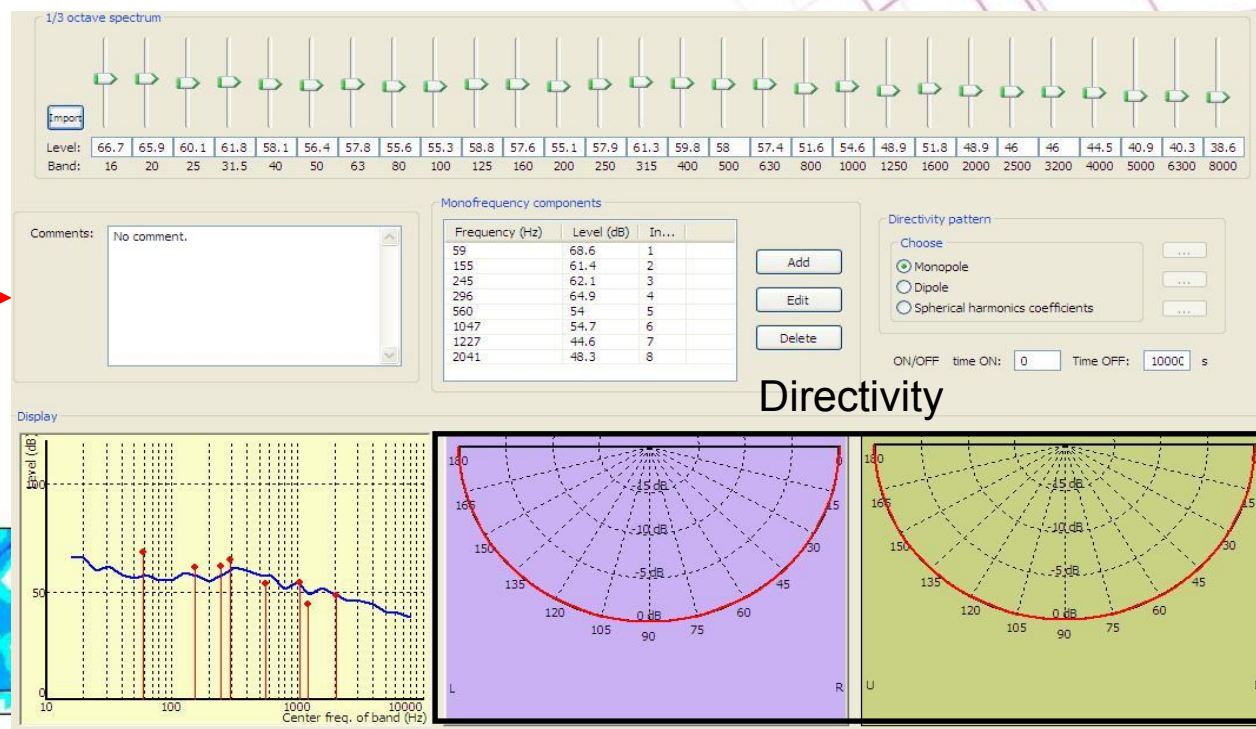 1/3 octave spectrum
Import
Level: 66.7 65.9 60.1 61.8 58.1 56.4 57.8 55.6 55.3 58.8 57.6 55.1 57.9 61.3 59.8 58 57.4 51.6 54.6 48.9 51.8 48.9 46 46 44.5 40.9 40.3 38.6
Band: 16 20 25 31.5 40 50 63 80 100 125 160 200 250 315 400 500 630 800 1000 1250 1600 2000 2500 3200 4000 5000 6300 8000
Comments: No comment.
Monofrequency components
Frequency (Hz) Level (dB) In...
59 68.6 1
155 61.4 2
245 62.1 3
296 64.9 4
560 54 5
1047 54.7 6
1227 44.6 7
2041 48.3 8
Add
Edit
Delete
Directivity pattern
Choose
Monopole ...
Dipole ...
Spherical harmonics coefficients ...
ON/OFF time ON: 0 Time OFF: 1000 s
Directivity
Display
Level (dB)
100
50
0
10 100 1000 10000
Center freq. of band (Hz)
180 0
-15 dB
165 15
-10 dB
150 30
-5 dB
135 45
120 0 dB 60
105 90 75
L R
180
-15 dB
165 15
-10 dB
150 30
-5 dB
135 45
120 0 dB 60
105 90 75
U